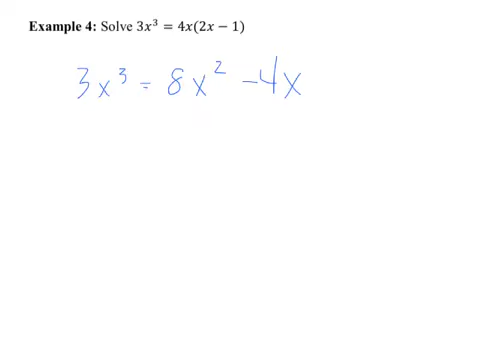 Example 4: Solve 3x³ = 4x(2x − 1)
3x³ = 8x² − 4x